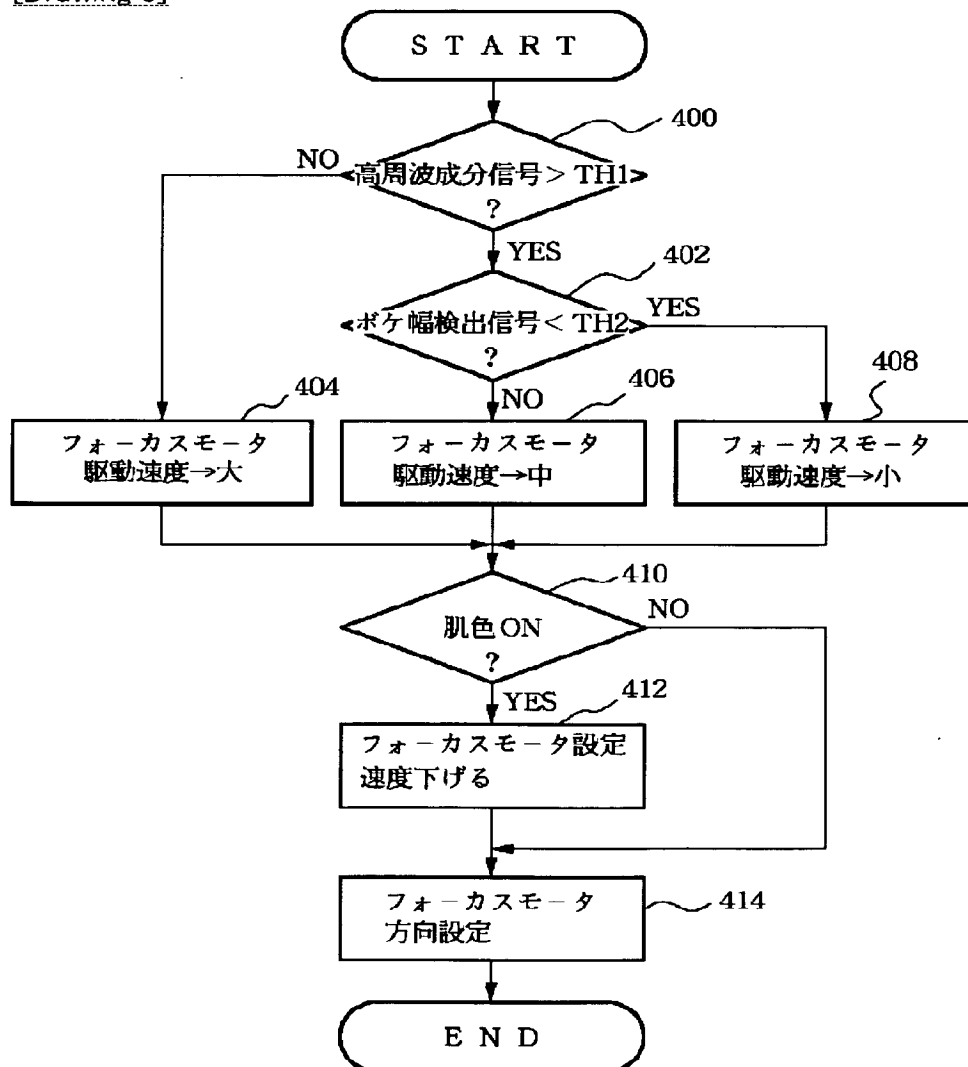 START
400
NO
高周波成分信号> TH1
?
YES
402
ボケ幅検出信号< TH2
YES
?
NO
404
フォーカスモータ
駆動速度→大
406
フォーカスモータ
駆動速度→中
408
フォーカスモータ
駆動速度→小
410
NO
肌色ON
?
YES
412
フォーカスモータ設定
速度下げる
フォーカスモータ
方向設定
414
END